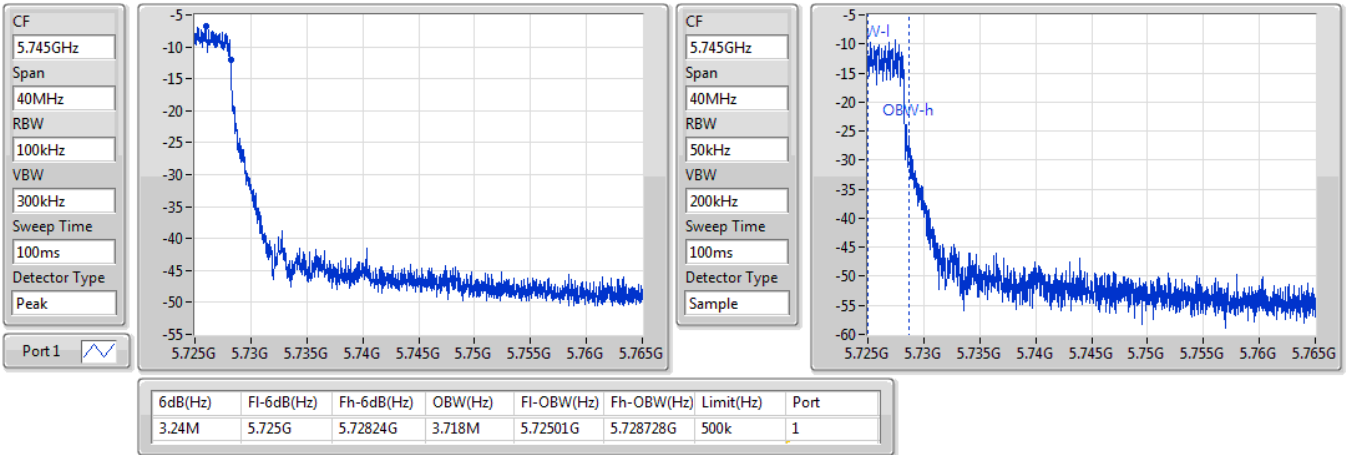 CF
5.745GHz
Span
40MHz
RBW
100kHz
VBW
300kHz
Sweep Time
100ms
Detector Type
Peak
Port 1
-5
-10
-15
-20
-25
-30
-35
-40
-45
-50
-55
5.725G 5.73G 5.735G 5.74G 5.745G 5.75G 5.755G 5.76G 5.765G
CF
5.745GHz
Span
40MHz
RBW
50kHz
VBW
200kHz
Sweep Time
100ms
Detector Type
Sample
-5
-10
-15
-20
-25
-30
-35
-40
-45
-50
-55
-60
W-l
OBW-h
5.725G 5.73G 5.735G 5.74G 5.745G 5.75G 5.755G 5.76G 5.765G
6dB(Hz) Fl-6dB(Hz) Fh-6dB(Hz) OBW(Hz) Fl-OBW(Hz) Fh-OBW(Hz) Limit(Hz) Port
3.24M 5.725G 5.72824G 3.718M 5.72501G 5.728728G 500k 1